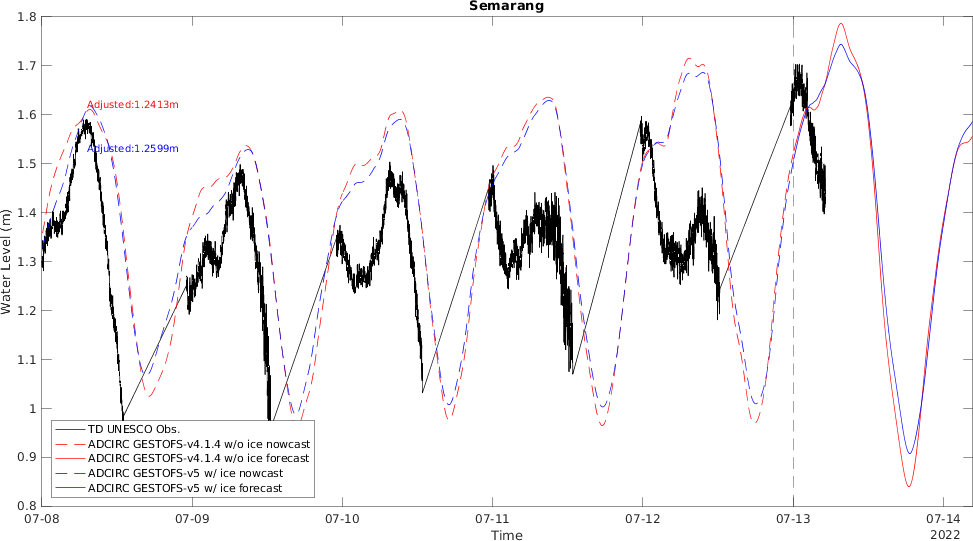 Semarang
1.8
1.7
1.6
1.5
1.4
1.3
1.2
1.1
1
0.9
0.8
Water Level (m)
Adjusted:1.2413m
Adjusted:1.2599m
TD UNESCO Obs.
ADCIRC GESTOFS-v4.1.4 w/o ice nowcast
ADCIRC GESTOFS-v4.1.4 w/o ice forecast
ADCIRC GESTOFS-v5 w/ ice nowcast
ADCIRC GESTOFS-v5 w/ ice forecast
07-08 07-09 07-10 07-11 07-12 07-13 07-14
Time
2022